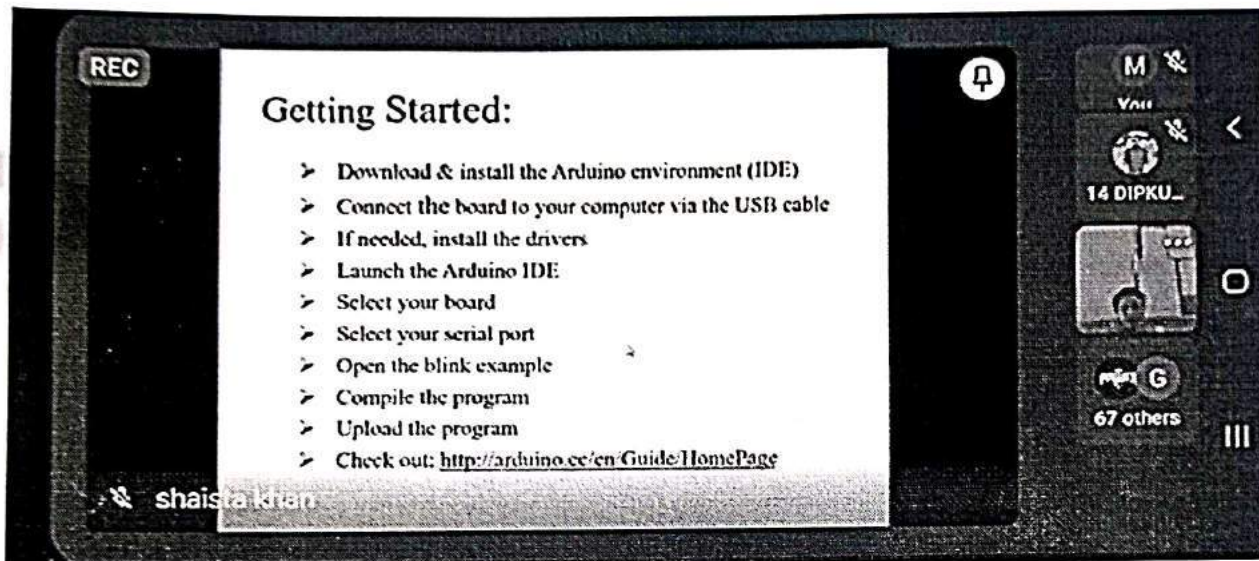 REC
Getting Started:
➢ Download & install the Arduino environment (IDE)
➢ Connect the board to your computer via the USB cable
➢ If needed, install the drivers
➢ Launch the Arduino IDE
➢ Select your board
➢ Select your serial port
➢ Open the blink example
➢ Compile the program
➢ Upload the program
➢ Check out: http://arduino.cc/en/Guide/HomePage
shaista khan
M
You
14 DIPKU...
G
67 others